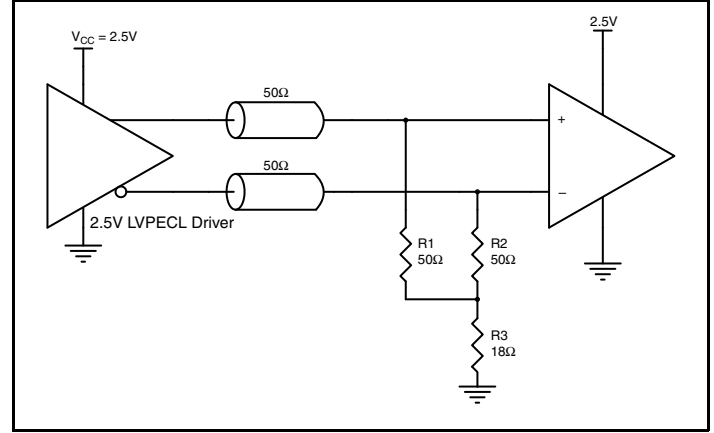 V_CC = 2.5V
2.5V
50Ω
50Ω
+
–
2.5V LVPECL Driver
R1
50Ω
R2
50Ω
R3
18Ω